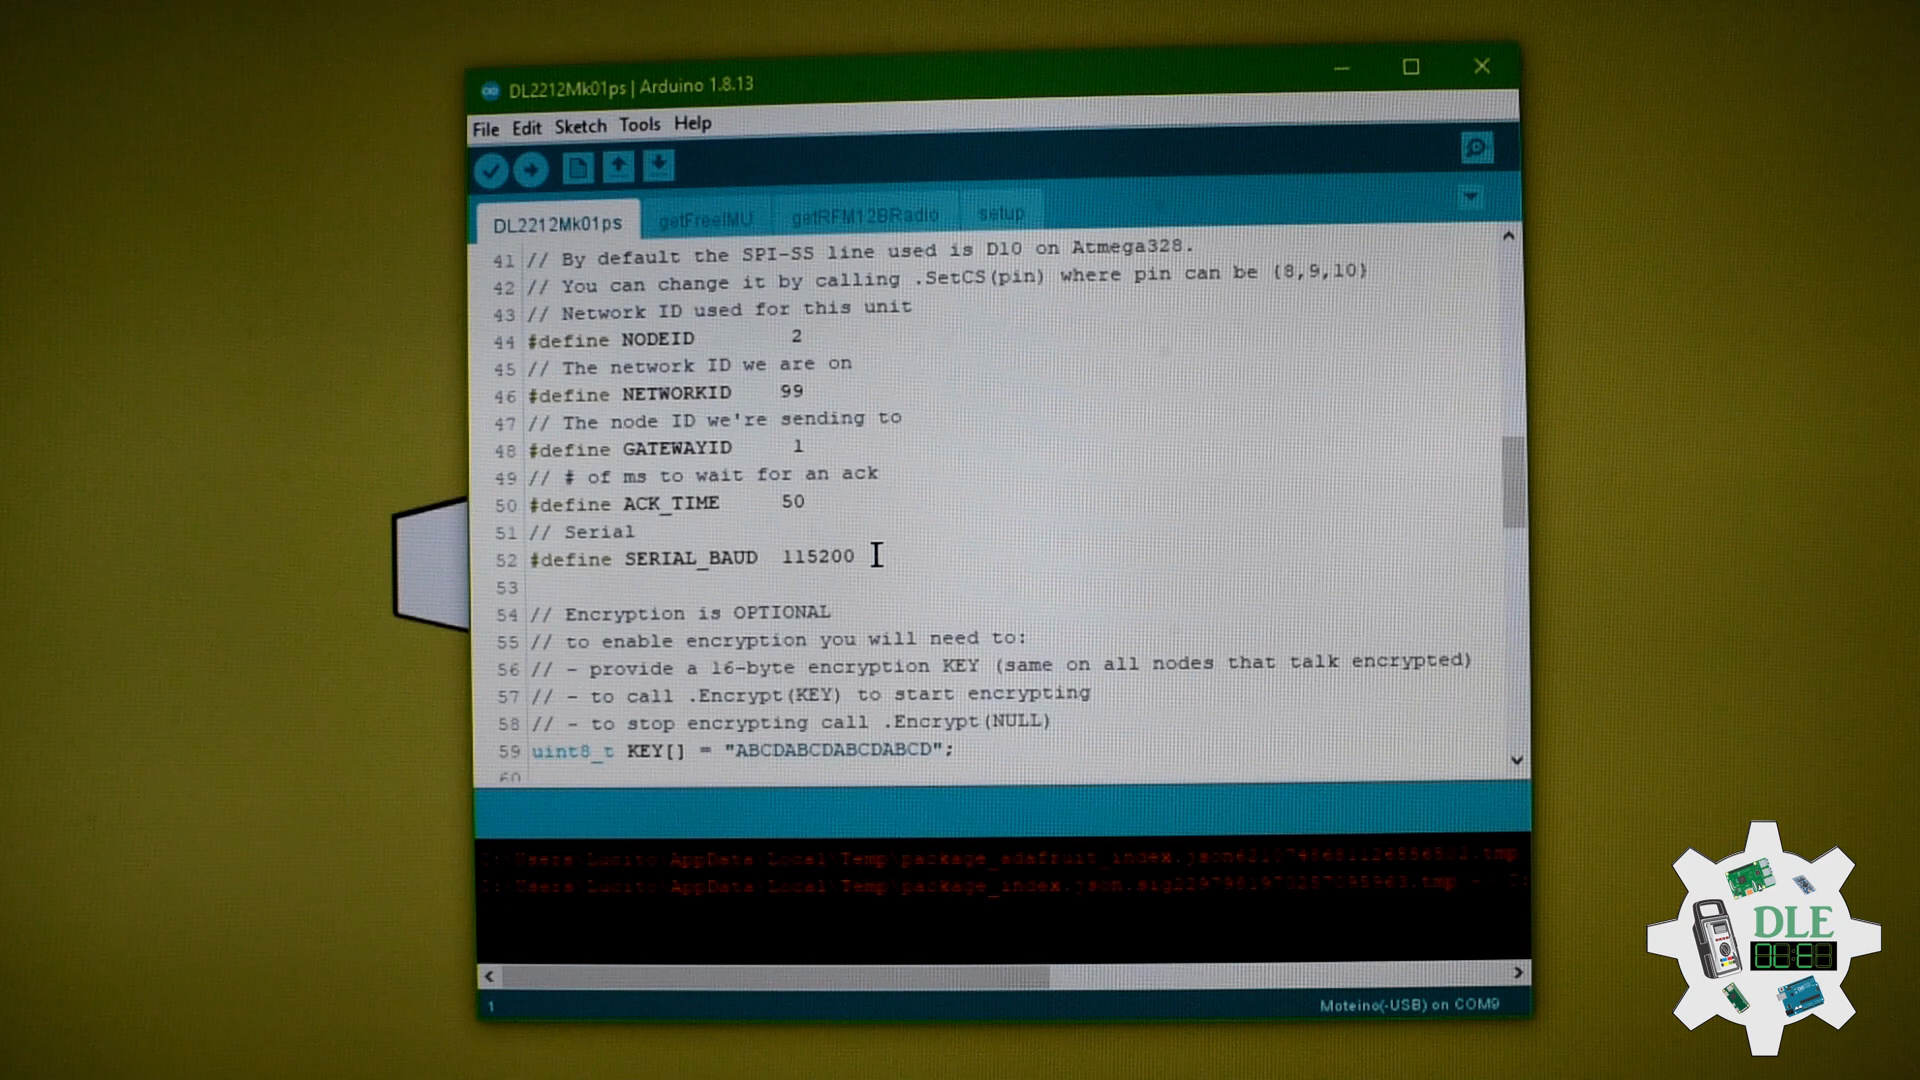 DL2212Mk01ps | Arduino 1.8.13
File Edit Sketch Tools Help
DL2212Mk01ps getFreeIMU getRFM12BRadio setup
41 // By default the SPI-SS line used is D10 on Atmega328.
42 // You can change it by calling .SetCS(pin) where pin can be {8,9,10}
43 // Network ID used for this unit
44 #define NODEID 2
45 // The network ID we are on
46 #define NETWORKID 99
47 // The node ID we're sending to
48 #define GATEWAYID 1
49 // # of ms to wait for an ack
50 #define ACK_TIME 50
51 // Serial
52 #define SERIAL_BAUD 115200
53
54 // Encryption is OPTIONAL
55 // to enable encryption you will need to:
56 // - provide a 16-byte encryption KEY (same on all nodes that talk encrypted)
57 // - to call .Encrypt(KEY) to start encrypting
58 // - to stop encrypting call .Encrypt(NULL)
59 uint8_t KEY[] = "ABCDABCDABCDABCD";
60
1
Moteino(-USB) on COM9
DLE